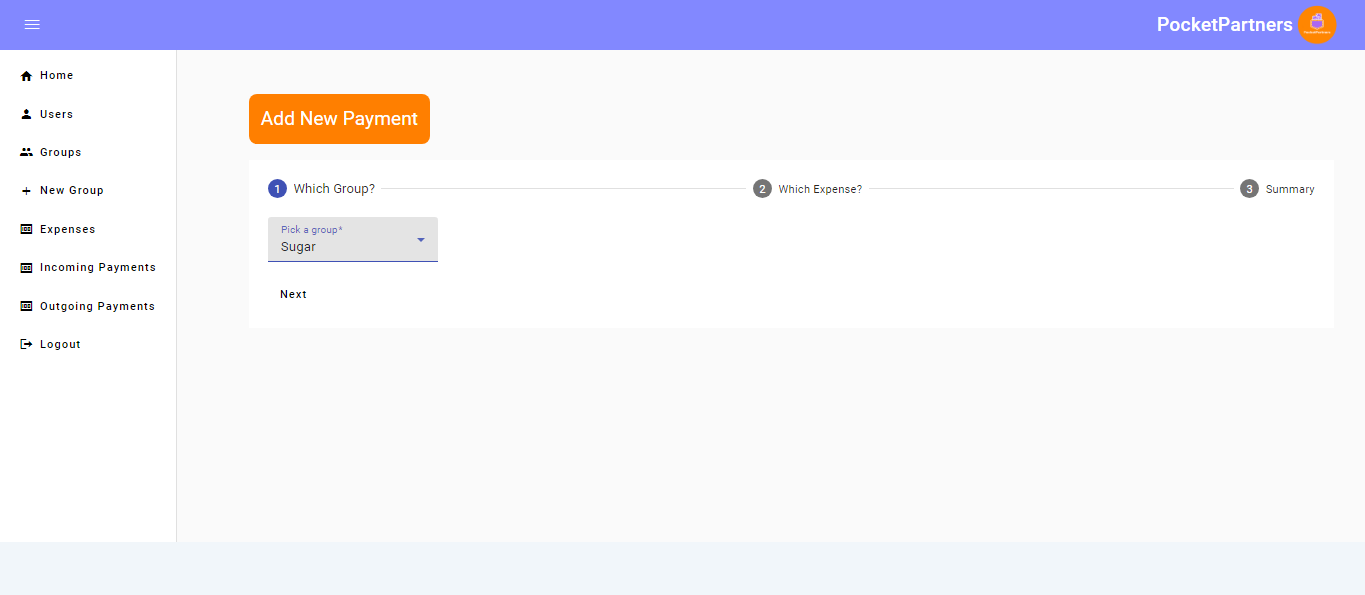 PocketPartners
Home
Users
Groups
New Group
Expenses
Incoming Payments
Outgoing Payments
Logout
Add New Payment
1 Which Group?
2 Which Expense?
3 Summary
Pick a group*
Sugar
Next